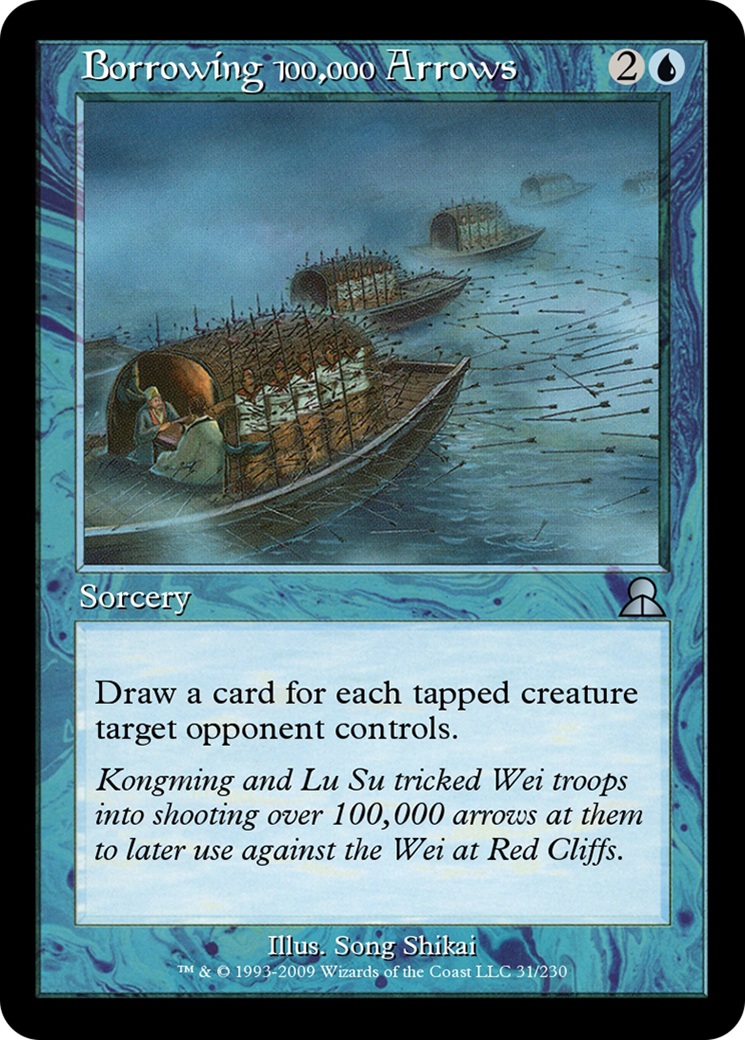 Borrowing 100,000 Arrows
2
Sorcery
Draw a card for each tapped creature
target opponent controls.
Kongming and Lu Su tricked Wei troops
into shooting over 100,000 arrows at them
to later use against the Wei at Red Cliffs.
Illus. Song Shikai
™ & © 1993-2009 Wizards of the Coast LLC 31/230